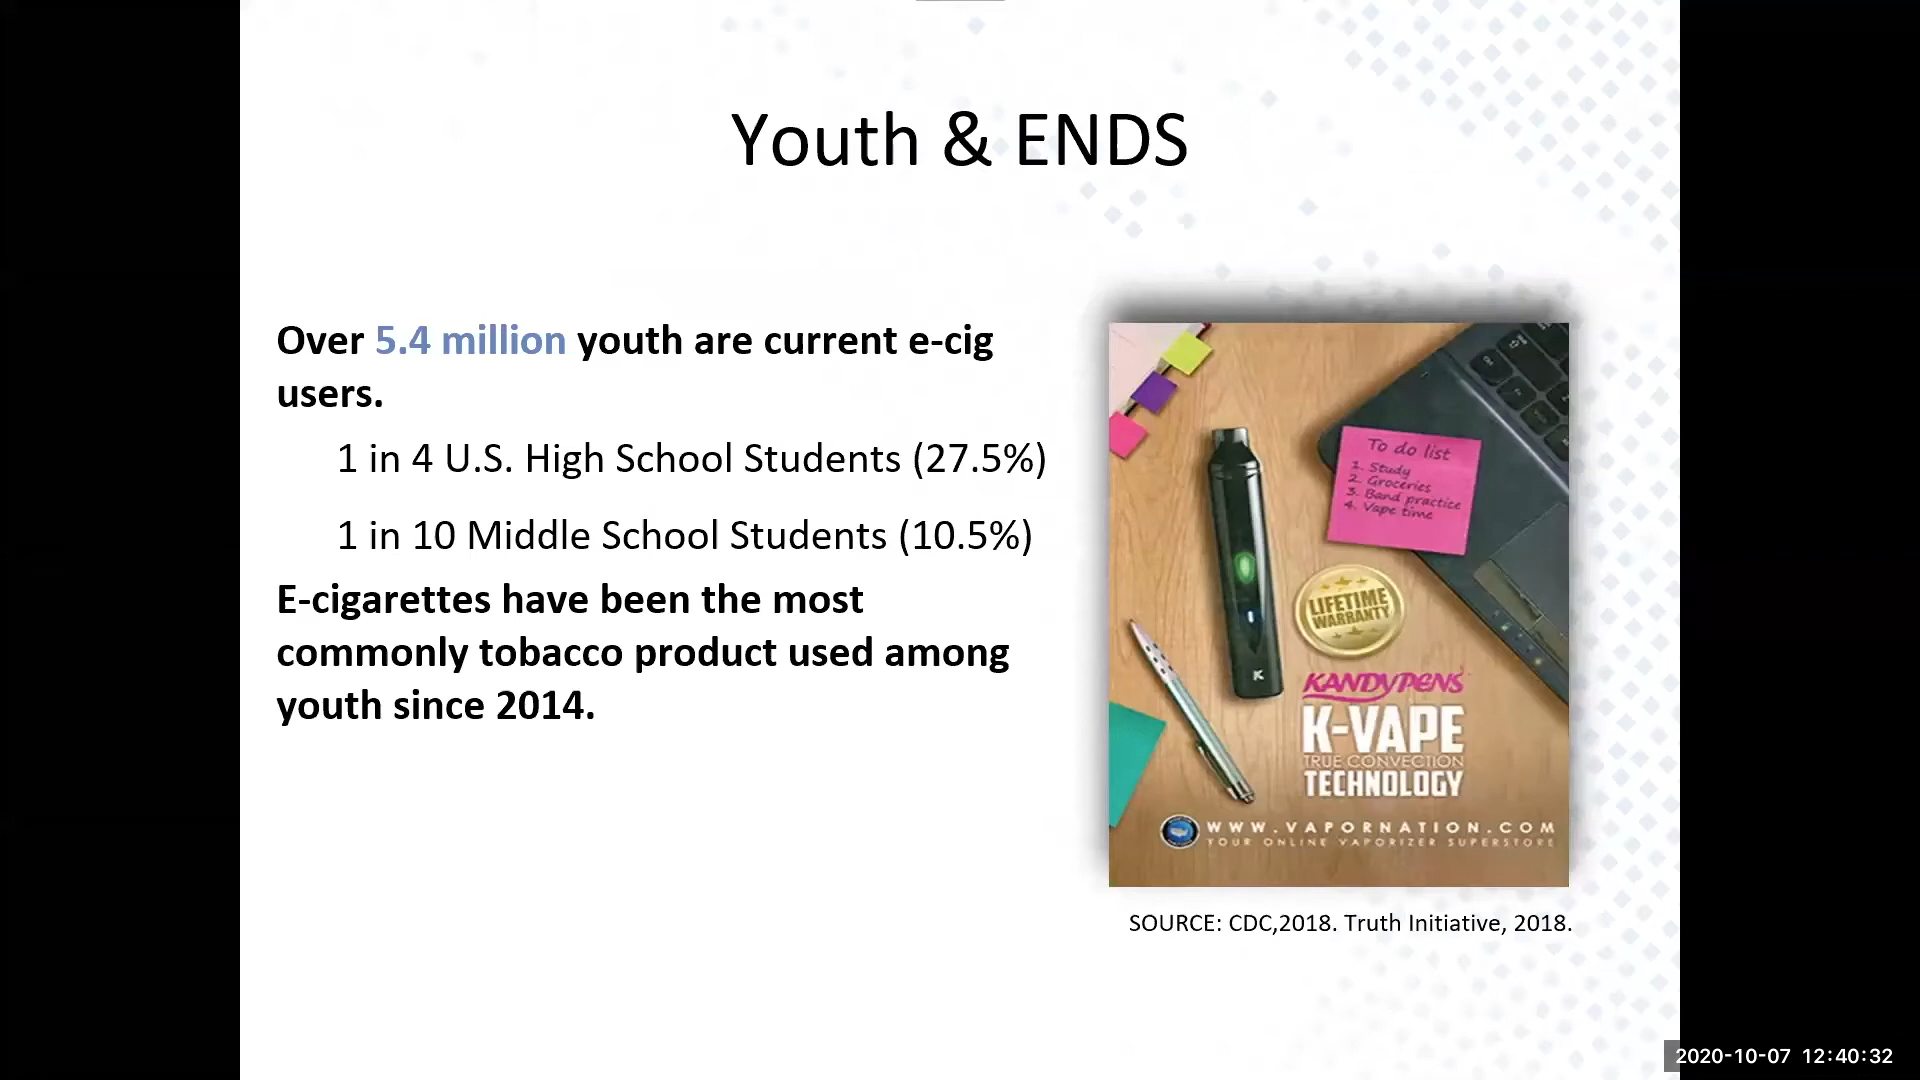 Youth & ENDS
Over 5.4 million youth are current e-cig
users.
1 in 4 U.S. High School Students (27.5%)
1 in 10 Middle School Students (10.5%)
E-cigarettes have been the most
commonly tobacco product used among
youth since 2014.
To do list
1. Study
2. Groceries
3. Band practice
4. Vape time
LIFETIME
WARRANTY
K
KANDYPENS
K-VAPE
TRUE CONVECTION
TECHNOLOGY
WWW.VAPORNATION.COM
YOUR ONLINE VAPORIZER SUPERSTORE
SOURCE: CDC,2018. Truth Initiative, 2018.
2020-10-07 12:40:32